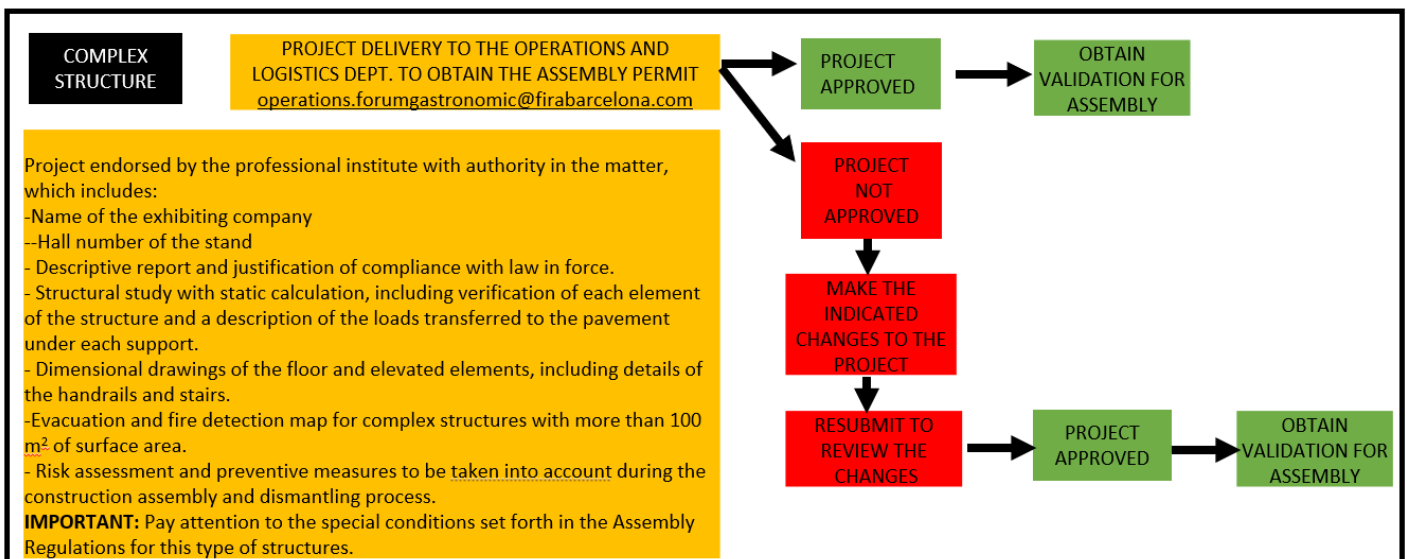 COMPLEX
STRUCTURE
PROJECT DELIVERY TO THE OPERATIONS AND
LOGISTICS DEPT. TO OBTAIN THE ASSEMBLY PERMIT
operations.forumgastronomic@firabarcelona.com
PROJECT
APPROVED
OBTAIN
VALIDATION FOR
ASSEMBLY
Project endorsed by the professional institute with authority in the matter,
which includes:
-Name of the exhibiting company
--Hall number of the stand
- Descriptive report and justification of compliance with law in force.
- Structural study with static calculation, including verification of each element
of the structure and a description of the loads transferred to the pavement
under each support.
- Dimensional drawings of the floor and elevated elements, including details of
the handrails and stairs.
-Evacuation and fire detection map for complex structures with more than 100
m² of surface area.
- Risk assessment and preventive measures to be taken into account during the
construction assembly and dismantling process.
IMPORTANT: Pay attention to the special conditions set forth in the Assembly
Regulations for this type of structures.
PROJECT
NOT
APPROVED
MAKE THE
INDICATED
CHANGES TO THE
PROJECT
RESUBMIT TO
REVIEW THE
CHANGES
PROJECT
APPROVED
OBTAIN
VALIDATION FOR
ASSEMBLY